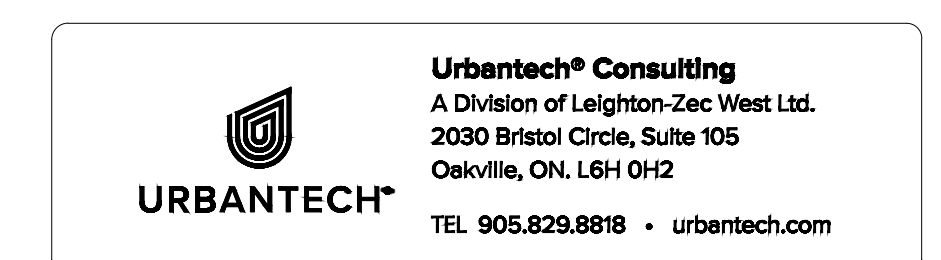 Urbantech® Consulting
A Division of Leighton-Zec West Ltd.
2030 Bristol Circle, Suite 105
Oakville, ON. L6H 0H2
URBANTECH
TEL 905.829.8818 • urbantech.com